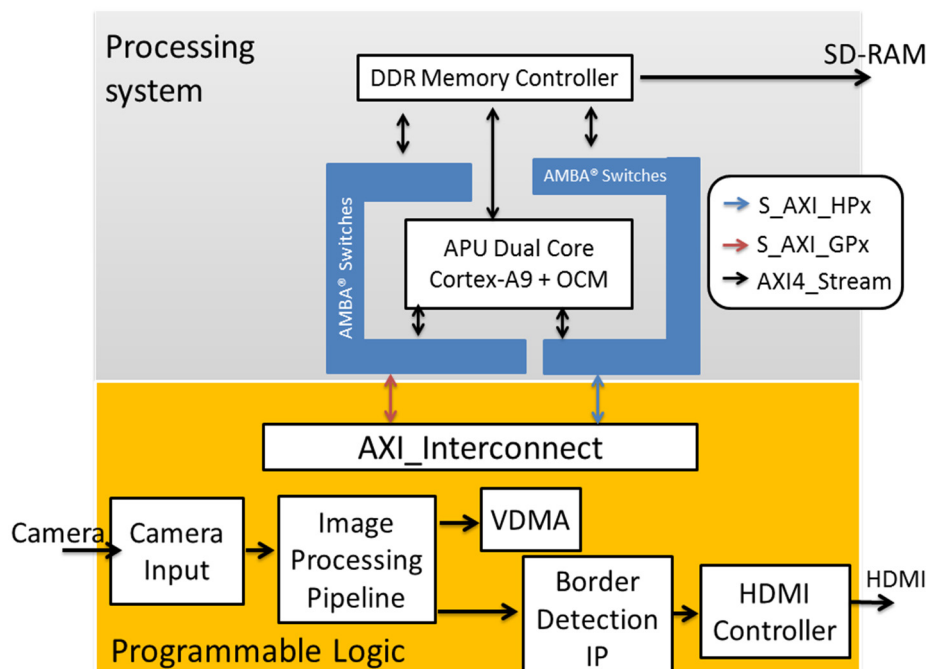 Processing
system
SD-RAM
DDR Memory Controller
AMBA® Switches
AMBA® Switches
APU Dual Core
Cortex-A9 + OCM
S_AXI_HPx
S_AXI_GPx
AXI4_Stream
AXI_Interconnect
Camera
Camera
Input
Image
Processing
Pipeline
VDMA
Border
Detection
IP
HDMI
Controller
HDMI
Programmable Logic